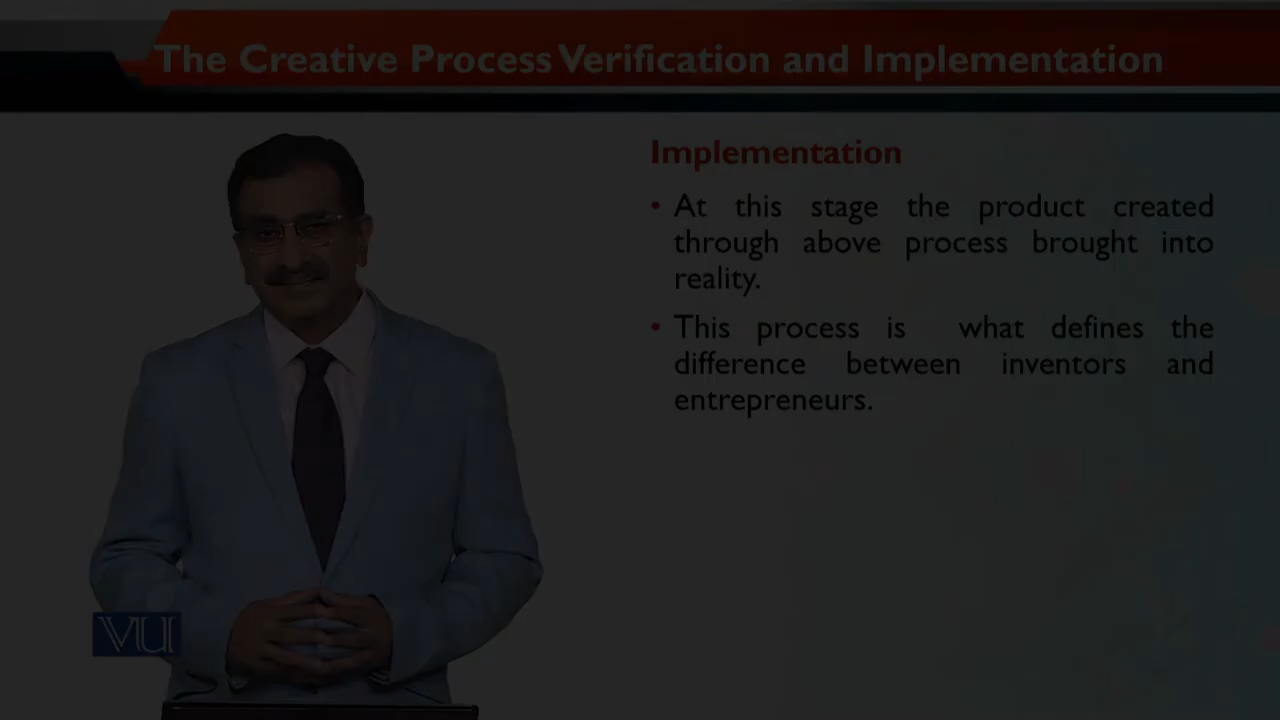 The Creative Process Verification and Implementation
Implementation
• At this stage the product created
through above process brought into
reality.
• This process is what defines the
difference between inventors and
entrepreneurs.
VU